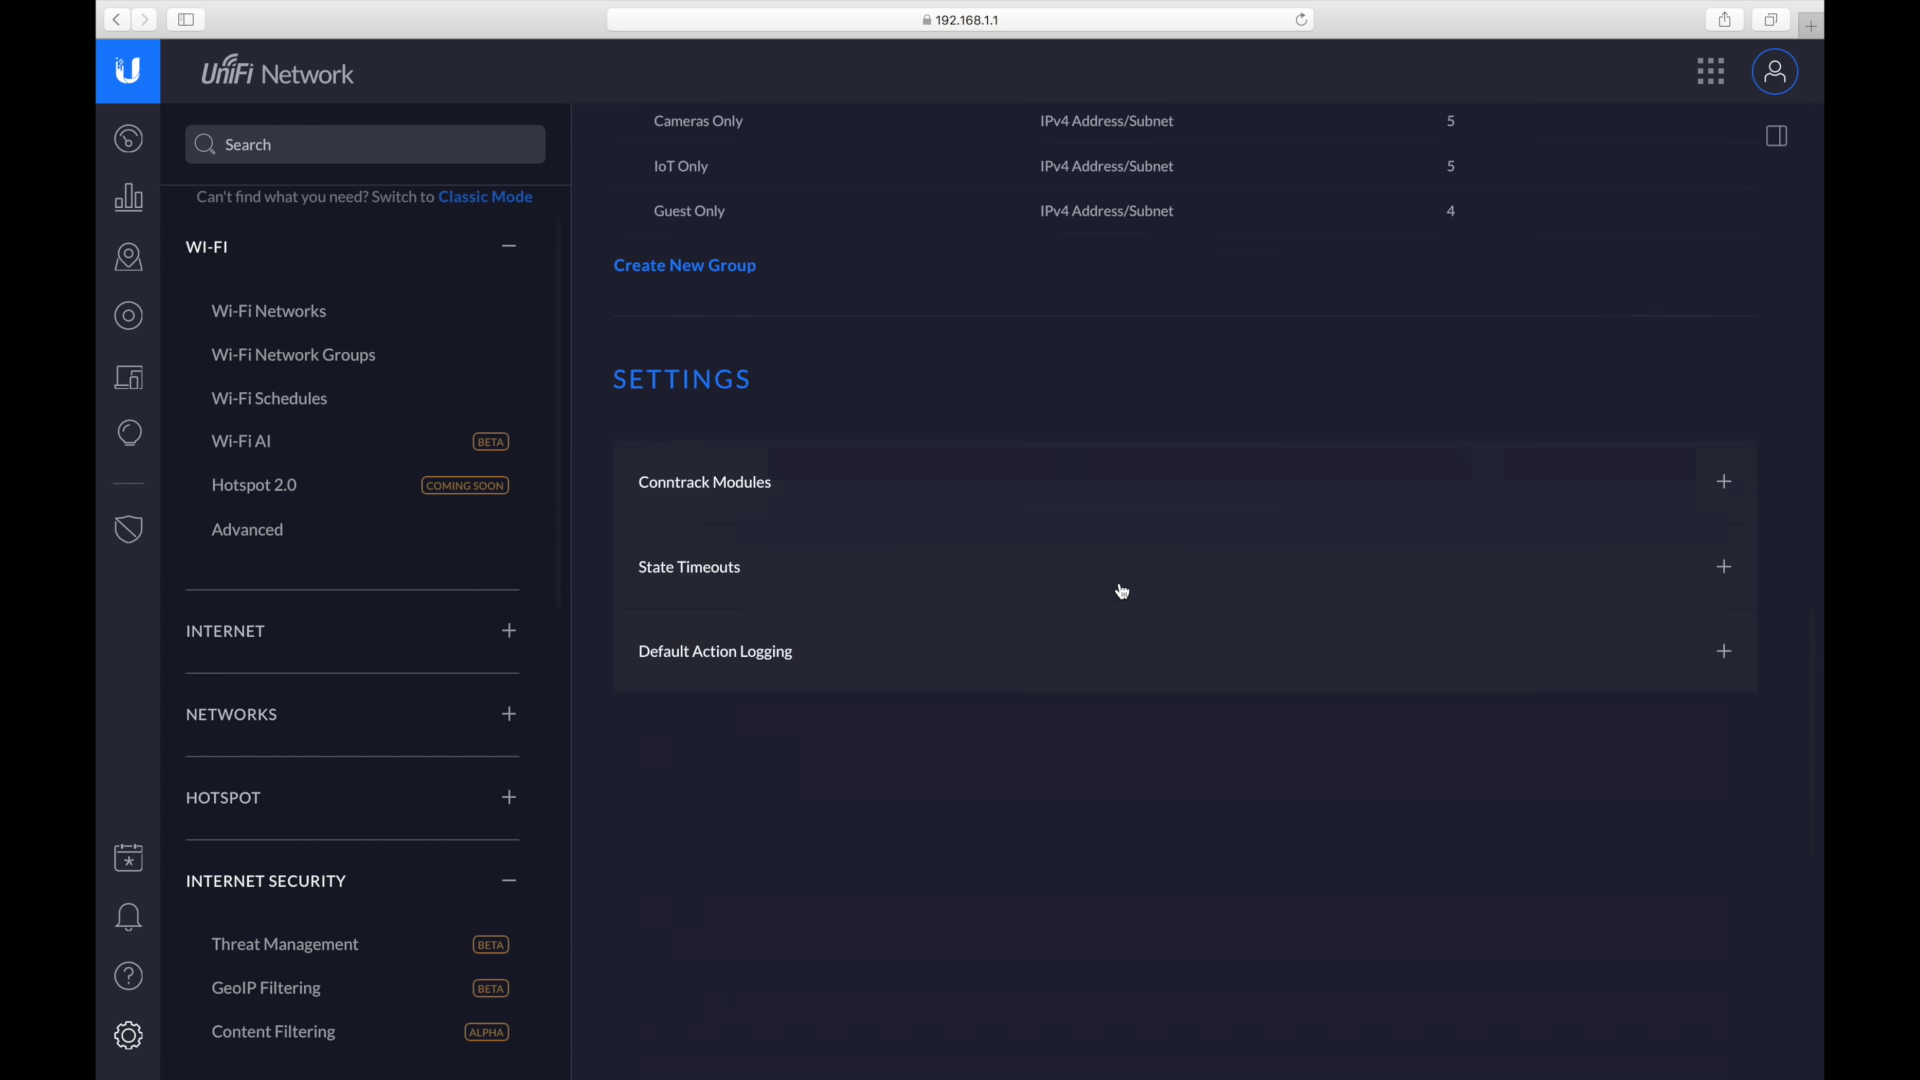 192.168.1.1
UniFi Network
Search
Can't find what you need? Switch to Classic Mode
WI-FI
Wi-Fi Networks
Wi-Fi Network Groups
Wi-Fi Schedules
Wi-Fi AI BETA
Hotspot 2.0 COMING SOON
Advanced
INTERNET
NETWORKS
HOTSPOT
INTERNET SECURITY
Threat Management BETA
GeoIP Filtering BETA
Content Filtering ALPHA
Cameras Only IPv4 Address/Subnet 5
IoT Only IPv4 Address/Subnet 5
Guest Only IPv4 Address/Subnet 4
Create New Group
SETTINGS
Conntrack Modules
State Timeouts
Default Action Logging